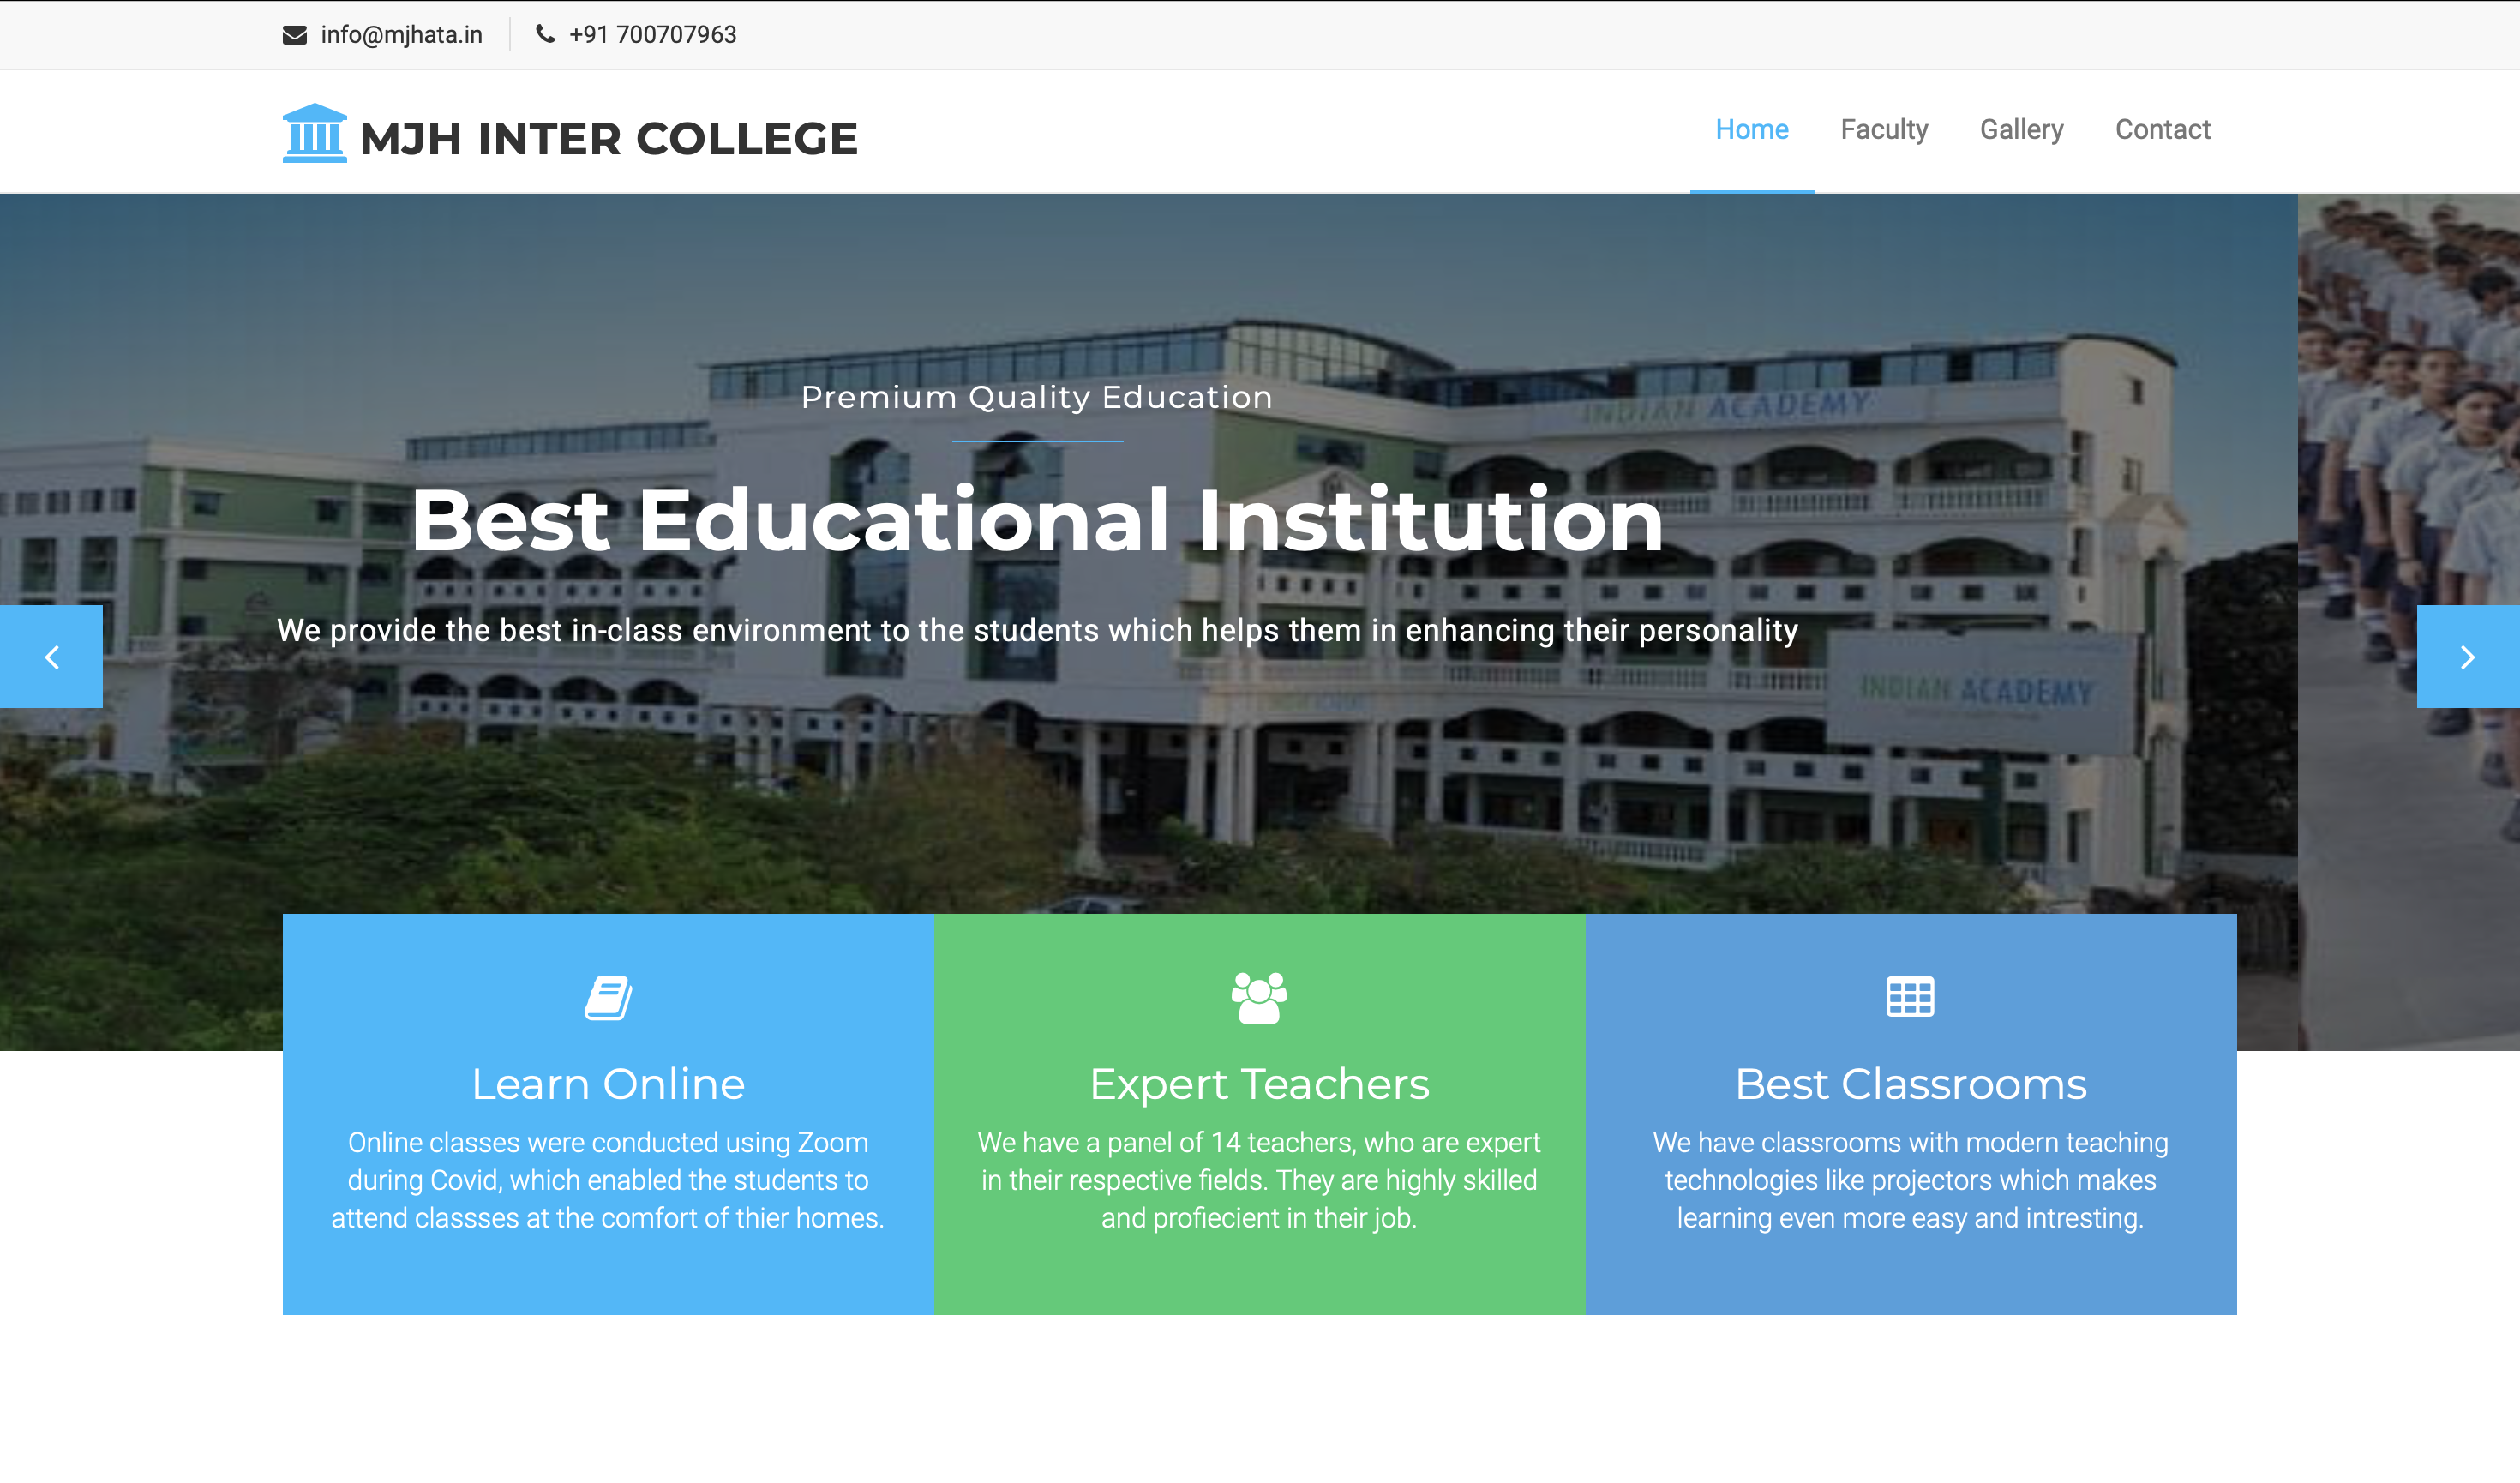 info@mjhata.in
+91 700707963
MJH INTER COLLEGE
Home
Faculty
Gallery
Contact
INDIAN ACADEMY
Premium Quality Education
Best Educational Institution
We provide the best in-class environment to the students which helps them in enhancing their personality
INDIAN ACADEMY
Learn Online
Online classes were conducted using Zoom
during Covid, which enabled the students to
attend classses at the comfort of thier homes.
Expert Teachers
We have a panel of 14 teachers, who are expert
in their respective fields. They are highly skilled
and profiecient in their job.
Best Classrooms
We have classrooms with modern teaching
technologies like projectors which makes
learning even more easy and intresting.